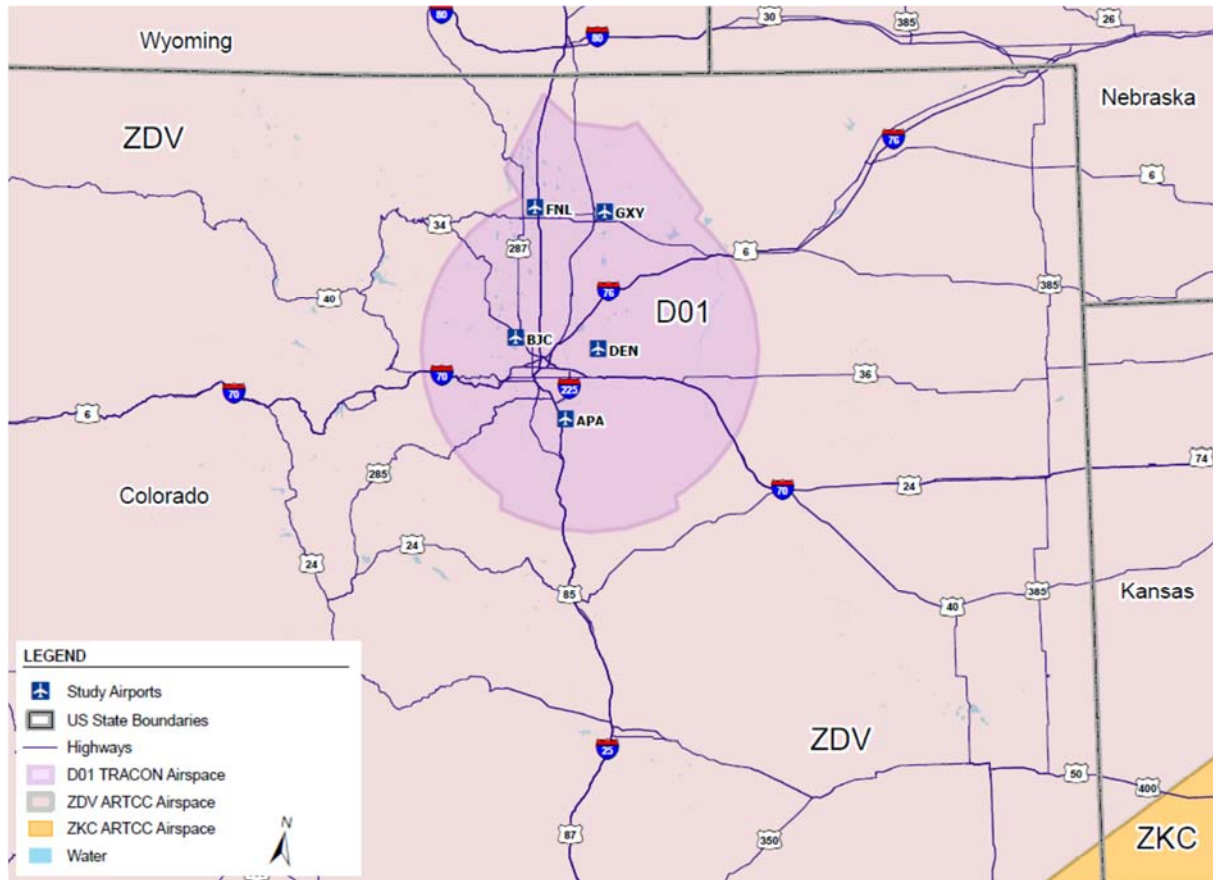 80
80
30
385
26
Wyoming
Nebraska
ZDV
76
6
FNL
GXY
34
287
6
40
76
385
D01
BJC
DEN
70
70
225
36
6
APA
285
74
Colorado
70
24
24
24
85
40
385
Kansas
LEGEND
Study Airports
US State Boundaries
Highways
D01 TRACON Airspace
ZDV ARTCC Airspace
ZKC ARTCC Airspace
Water
N
25
ZDV
50
400
87
350
ZKC